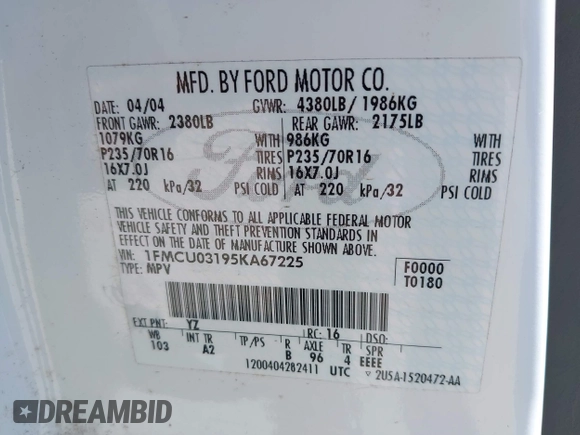 MFD. BY FORD MOTOR CO.
DATE: 04/04 GVWR: 4380LB/ 1986KG
FRONT GAWR: 2380LB REAR GAWR: 2175LB
1079KG WITH 986KG WITH
P235/70R16 TIRES P235/70R16 TIRES
16X7.0J RIMS 16X7.0J RIMS
AT 220 kPa/32 PSI COLD AT 220 kPa/32 PSI COLD
THIS VEHICLE CONFORMS TO ALL APPLICABLE FEDERAL MOTOR
VEHICLE SAFETY AND THEFT PREVENTION STANDARDS IN
EFFECT ON THE DATE OF MANUFACTURE SHOWN ABOVE.
VIN: 1FMCU03195KA67225 F0000
TYPE: MPV T0180
EXT PNT: YZ RC: 16 DSO:
WB INT TR TP/PS R AXLE TR SPR
103 A2 B 96 4 EEEE
1200404282411 UTC 2U5A-1520472-AA
Ford
DREAMBID